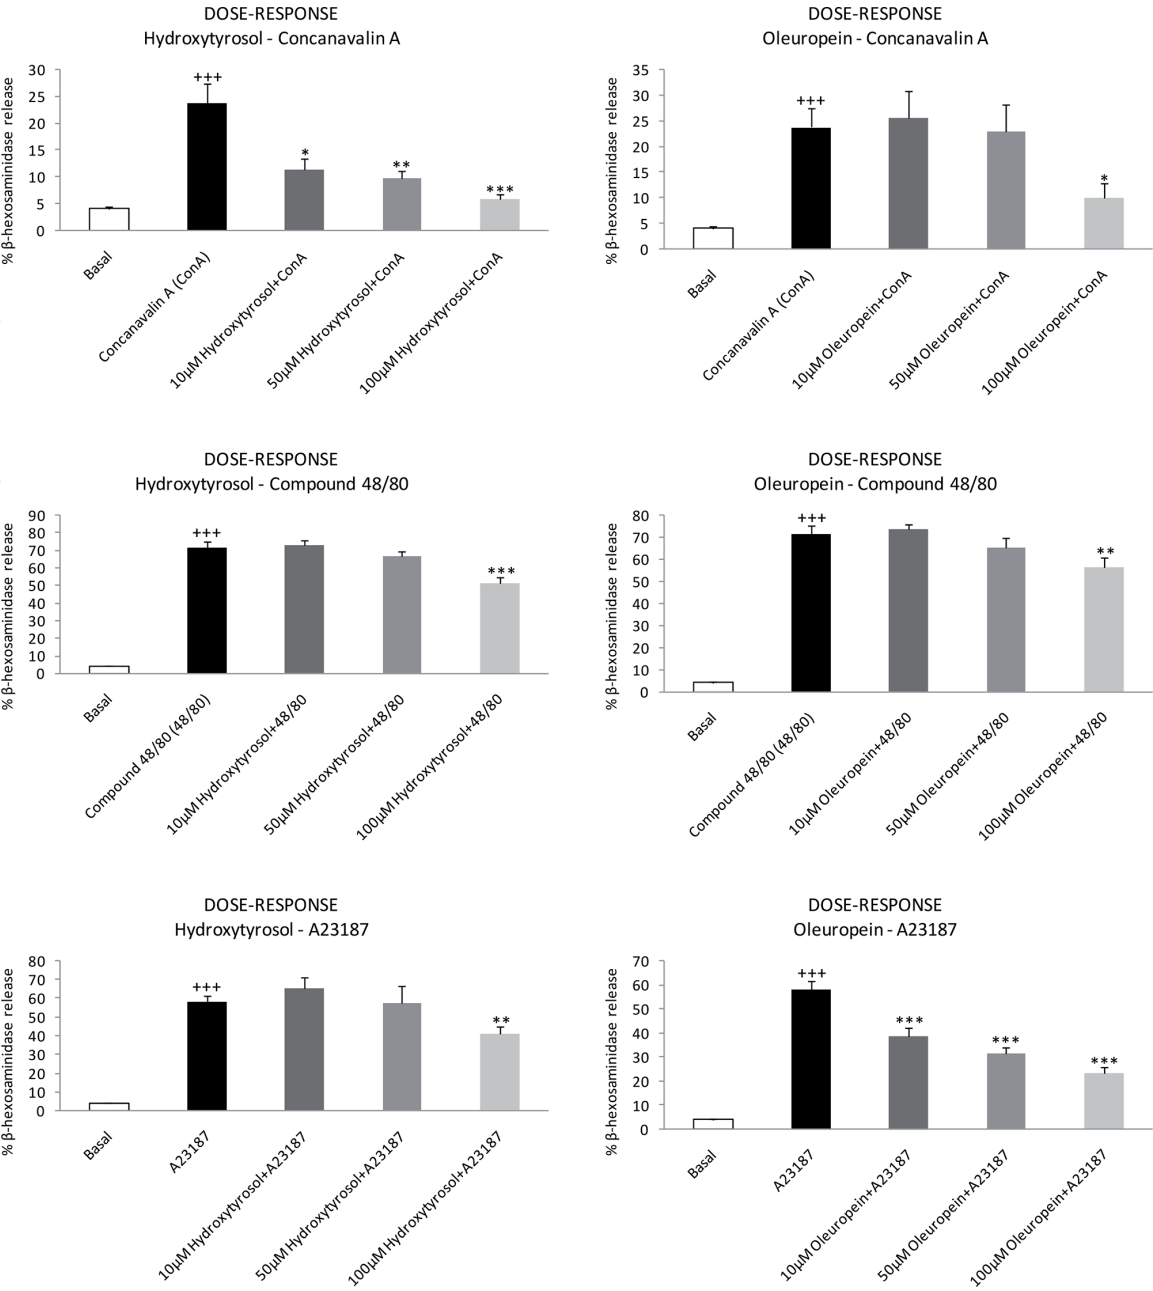 DOSE-RESPONSE
Hydroxytyrosol - Concanavalin A
% β-hexosaminidase release
30
25
20
15
10
5
0
+++
*
**
***
Basal
Concanavalin A (ConA)
10μM Hydroxytyrosol+ConA
50μM Hydroxytyrosol+ConA
100μM Hydroxytyrosol+ConA
DOSE-RESPONSE
Oleuropein - Concanavalin A
% β-hexosaminidase release
35
30
25
20
15
10
5
0
+++
*
Basal
Concanavalin A (ConA)
10μM Oleuropein+ConA
50μM Oleuropein+ConA
100μM Oleuropein+ConA
DOSE-RESPONSE
Hydroxytyrosol - Compound 48/80
% β-hexosaminidase release
90
80
70
60
50
40
30
20
10
0
+++
***
Basal
Compound 48/80 (48/80)
10μM Hydroxytyrosol+48/80
50μM Hydroxytyrosol+48/80
100μM Hydroxytyrosol+48/80
DOSE-RESPONSE
Oleuropein - Compound 48/80
% β-hexosaminidase release
80
70
60
50
40
30
20
10
0
+++
**
Basal
Compound 48/80 (48/80)
10μM Oleuropein+48/80
50μM Oleuropein+48/80
100μM Oleuropein+48/80
DOSE-RESPONSE
Hydroxytyrosol - A23187
% β-hexosaminidase release
80
70
60
50
40
30
20
10
0
+++
**
Basal
A23187
10μM Hydroxytyrosol+A23187
50μM Hydroxytyrosol+A23187
100μM Hydroxytyrosol+A23187
DOSE-RESPONSE
Oleuropein - A23187
% β-hexosaminidase release
70
60
50
40
30
20
10
0
+++
***
***
***
Basal
A23187
10μM Oleuropein+A23187
50μM Oleuropein+A23187
100μM Oleuropein+A23187